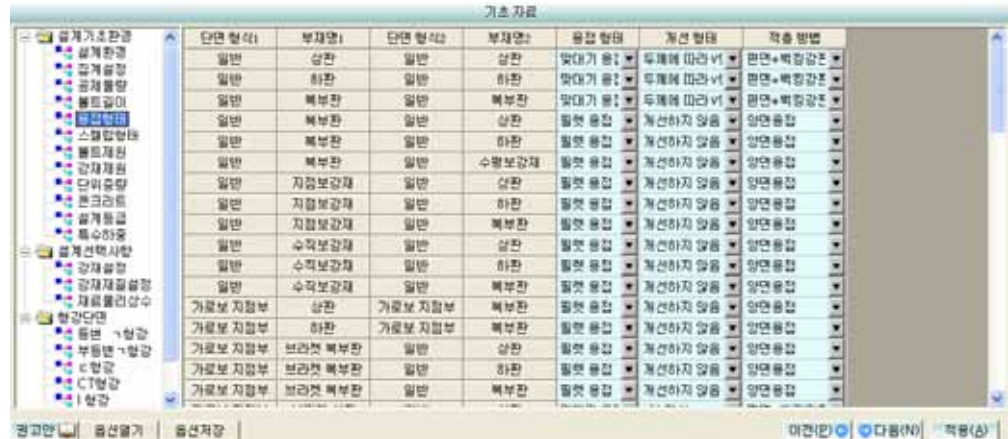 기초 자료
설계기초환경
설계환경
집계설정
공제물량
볼트길이
용접형태
스캘럽형태
볼트제원
강재제원
단위중량
콘크리트
설계등급
특수하중
설계선택사항
강재설정
강재재질설정
재료물리상수
형강단면
등변 ㄱ형강
부등변ㄱ형강
ㄷ형강
CT형강
I 형강
단면 형식1 부재명1 단면 형식2 부재명2 용접 형태 개선 형태 적층 방법
일반 상판 일반 상판 맞대기 용접 두께에 따라 V 편면+백킹강
일반 하판 일반 하판 맞대기 용접 두께에 따라 V 편면+백킹강
일반 복부판 일반 복부판 맞대기 용접 두께에 따라 V 편면+백킹강
일반 복부판 일반 상판 필렛 용접 개선하지 않음 양면용접
일반 복부판 일반 하판 필렛 용접 개선하지 않음 양면용접
일반 복부판 일반 수평보강재 필렛 용접 개선하지 않음 양면용접
일반 지점보강재 일반 상판 필렛 용접 개선하지 않음 양면용접
일반 지점보강재 일반 하판 필렛 용접 개선하지 않음 양면용접
일반 지점보강재 일반 복부판 필렛 용접 개선하지 않음 양면용접
일반 수직보강재 일반 상판 필렛 용접 개선하지 않음 양면용접
일반 수직보강재 일반 하판 필렛 용접 개선하지 않음 양면용접
일반 수직보강재 일반 복부판 필렛 용접 개선하지 않음 양면용접
가로보 지점부 상판 가로보 지점부 복부판 필렛 용접 개선하지 않음 양면용접
가로보 지점부 하판 가로보 지점부 복부판 필렛 용접 개선하지 않음 양면용접
가로보 지점부 브라켓 복부판 일반 상판 필렛 용접 개선하지 않음 양면용접
가로보 지점부 브라켓 복부판 일반 하판 필렛 용접 개선하지 않음 양면용접
가로보 지점부 브라켓 복부판 일반 복부판 필렛 용접 개선하지 않음 양면용접
권고안 옵션열기 옵션저장 이전(P) 다음(N) 적용(A)